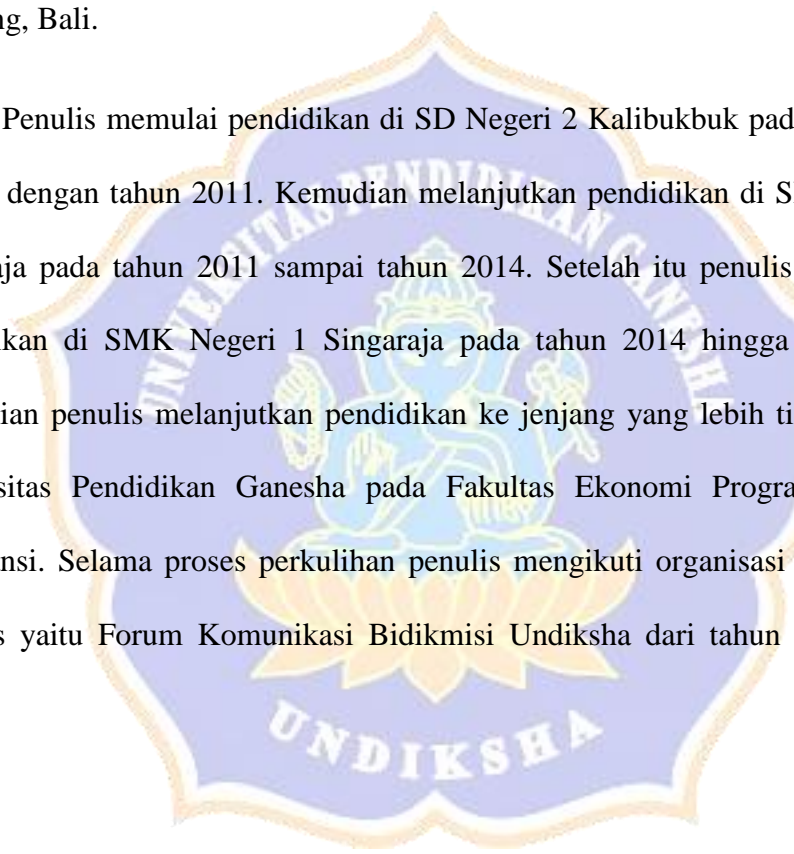 ng, Bali.
Penulis memulai pendidikan di SD Negeri 2 Kalibukbuk pad
dengan tahun 2011. Kemudian melanjutkan pendidikan di S
aja pada tahun 2011 sampai tahun 2014. Setelah itu penulis
kan di SMK Negeri 1 Singaraja pada tahun 2014 hingga
ian penulis melanjutkan pendidikan ke jenjang yang lebih ti
sitas Pendidikan Ganesha pada Fakultas Ekonomi Progra
nsi. Selama proses perkulihan penulis mengikuti organisasi
s yaitu Forum Komunikasi Bidikmisi Undiksha dari tahun
UNIVERSITAS PENDIDIKAN GANESHA
UNDIKSHA